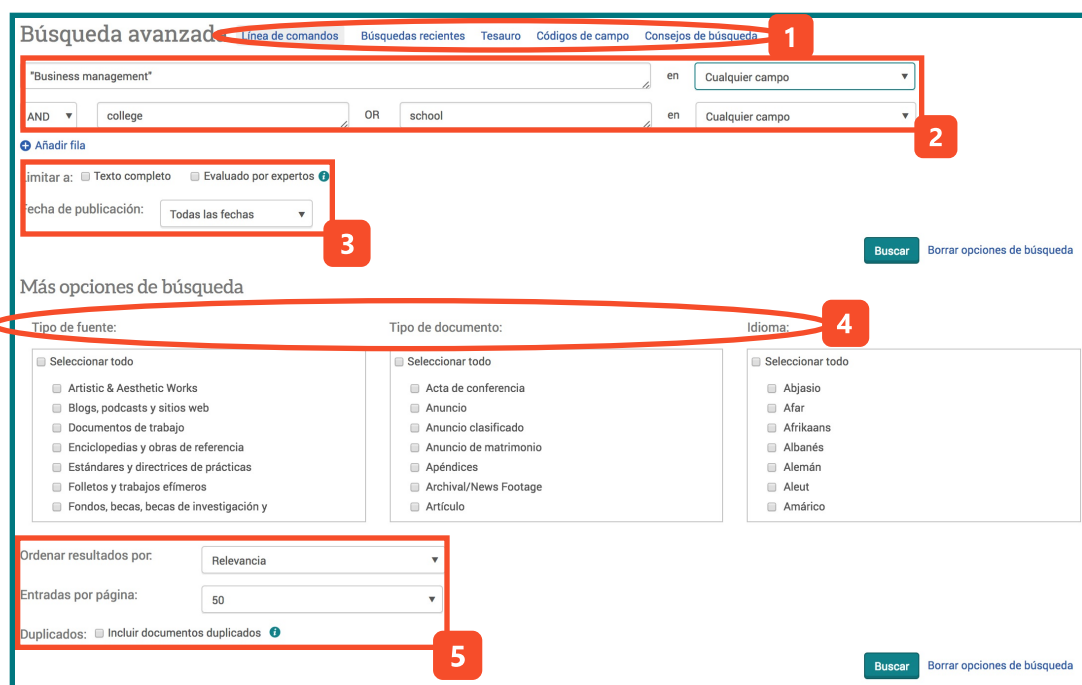 Búsqueda avanzada Línea de comandos Búsquedas recientes Tesauro Códigos de campo Consejos de búsqueda 1
"Business management" en Cualquier campo
AND college OR school en Cualquier campo
2
Añadir fila
Limitar a: Texto completo Evaluado por expertos i
Fecha de publicación: Todas las fechas
3
Buscar Borrar opciones de búsqueda
Más opciones de búsqueda
4
Tipo de fuente: Tipo de documento: Idioma:
Seleccionar todo Seleccionar todo Seleccionar todo
Artistic & Aesthetic Works Acta de conferencia Abjasio
Blogs, podcasts y sitios web Anuncio Afar
Documentos de trabajo Anuncio clasificado Afrikaans
Enciclopedias y obras de referencia Anuncio de matrimonio Albanés
Estándares y directrices de prácticas Apéndices Alemán
Folletos y trabajos efímeros Archival/News Footage Aleut
Fondos, becas, becas de investigación y Artículo Amárico
Ordenar resultados por: Relevancia
Entradas por página: 50
Duplicados: Incluir documentos duplicados i
5
Buscar Borrar opciones de búsqueda